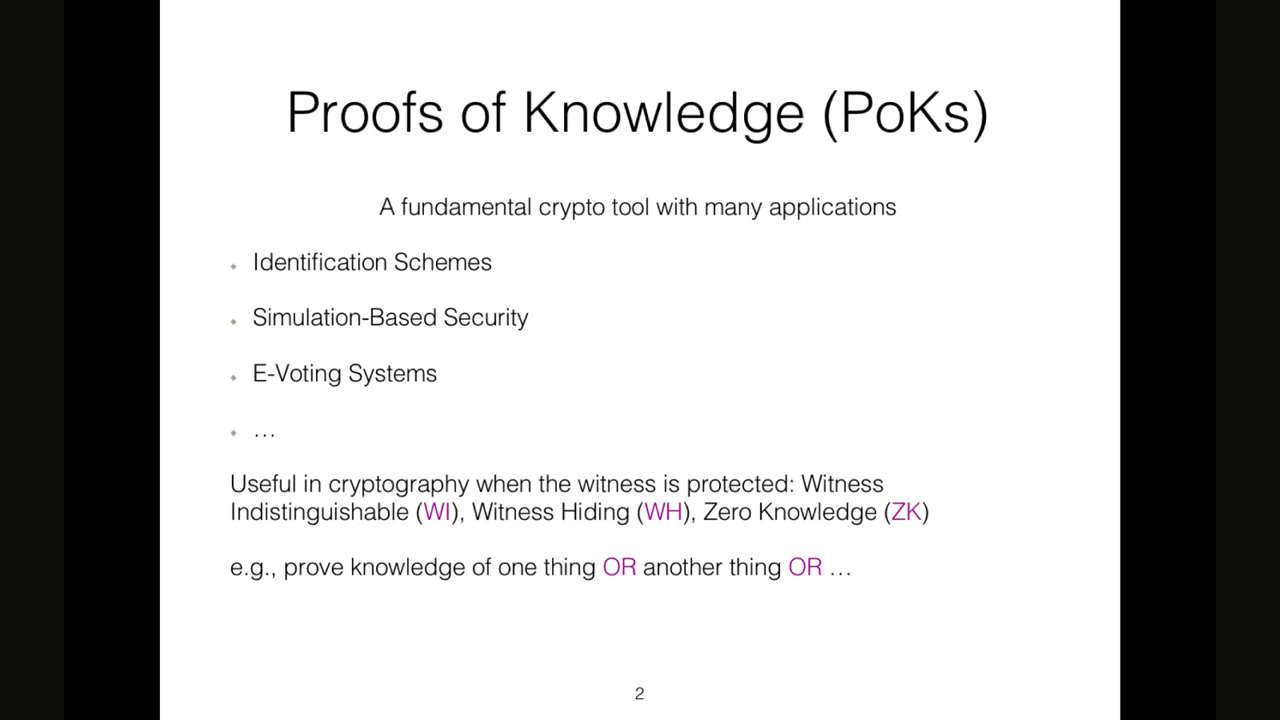 Proofs of Knowledge (PoKs)
A fundamental crypto tool with many applications
Identification Schemes
Simulation-Based Security
E-Voting Systems
…
Useful in cryptography when the witness is protected: Witness
Indistinguishable (WI), Witness Hiding (WH), Zero Knowledge (ZK)
e.g., prove knowledge of one thing OR another thing OR …
2